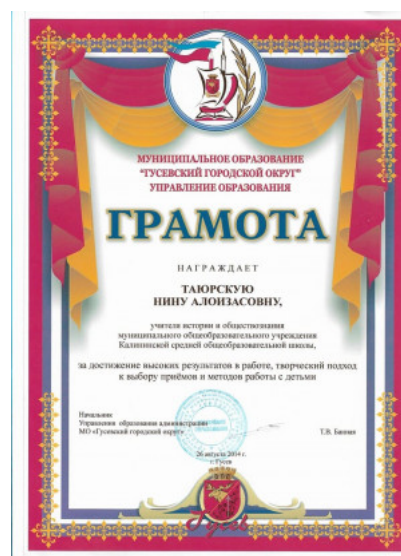 МУНИЦИПАЛЬНОЕ ОБРАЗОВАНИЕ
"ГУСЕВСКИЙ ГОРОДСКОЙ ОКРУГ"
УПРАВЛЕНИЕ ОБРАЗОВАНИЯ
ГРАМОТА
НАГРАЖДАЕТ
ТАЮРСКУЮ
НИНУ АЛОИЗАСОВНУ,
учителя истории и обществознания
муниципального общеобразовательного учреждения
Калининской средней общеобразовательной школы,
за достижение высоких результатов в работе, творческий подход
к выбору приёмов и методов работы с детьми
Начальник
Управления образования администрации
МО «Гусевский городской округ»
Т.В.
26 августа 2014 г.
г. Гусев
Гусев